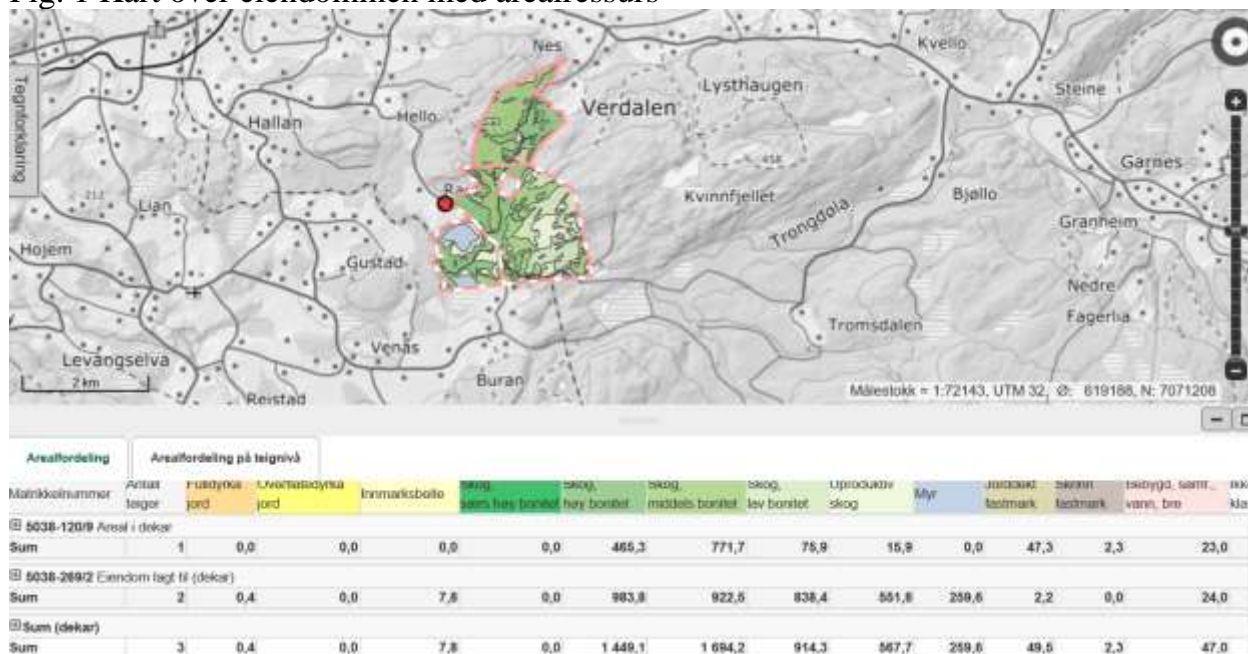 Fig. 1 Kart over eiendommen med arealressurs
Nes
Kvello
Lysthaugen
Steine
Verdalen
Hallan
Hello
Tegnforklaring
458
Garnes
212
Lian
Ra
Kvinnfjellet
Bjøllo
Trongdøla
Granheim
Hojem
Gustad
Nedre
Fagerlia
Tromsdalen
Venås
Levangselva
2 km
Buran
Reistad
Målestokk = 1:72143, UTM 32, Ø: 619188, N: 7071208
Arealfordeling Arealfordeling på teignivå
Matrikkelnummer Antall teiger Fulldyrka jord Overflatedyrka jord Innmarksbeite Skog, særs høy bonitet Skog, høy bonitet Skog, middels bonitet Skog, lav bonitet Uproduktiv skog Myr Jorddekt fastmark Skrinn fastmark Bebygd, samf., vann, bre
5038-120/9 Areal i dekar
Sum 1 0,0 0,0 0,0 0,0 465,3 771,7 75,9 15,9 0,0 47,3 2,3 23,0
5038-269/2 Eiendom lagt til (dekar)
Sum 2 0,4 0,0 7,8 0,0 983,8 922,5 838,4 551,8 259,6 2,2 0,0 24,0
Sum (dekar)
Sum 3 0,4 0,0 7,8 0,0 1 449,1 1 694,2 914,3 567,7 259,6 49,5 2,3 47,0